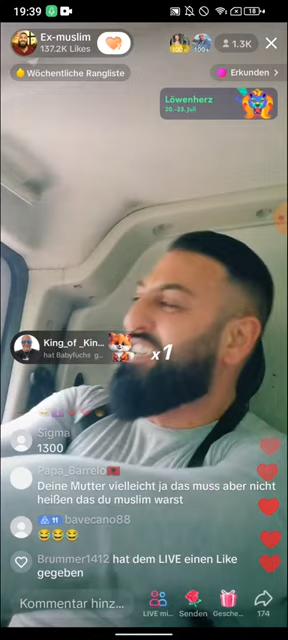 19:39
18
Ex-muslim
137.2K Likes
100+
1.3K
Wöchentliche Rangliste
Erkunden >
Löwenherz
20.-23. Juli
King_of _Kin...
hat Babyfuchs g...
x1
Sigma
1300
Papa_Barrelo
Deine Mutter vielleicht ja das muss aber nicht
heißen das du muslim warst
11 bavecano88
Brummer1412 hat dem LIVE einen Like
gegeben
Kommentar hinz...
LIVE mi...
Senden
Gesche...
174